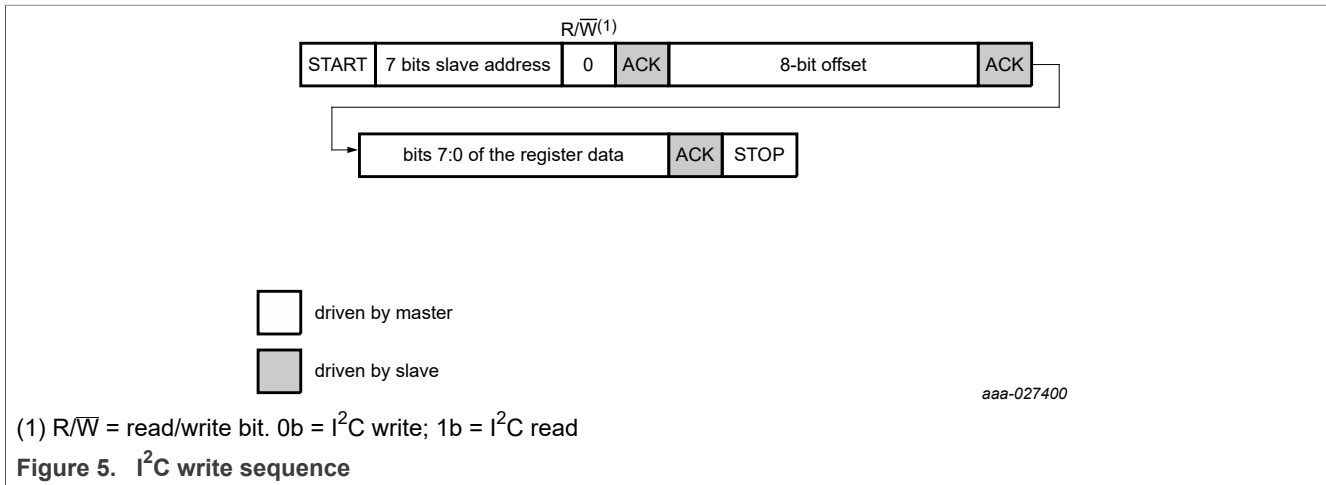 R/W̅(1)
START 7 bits slave address 0 ACK 8-bit offset ACK
bits 7:0 of the register data ACK STOP
driven by master
driven by slave
aaa-027400
(1) R/W̅ = read/write bit. 0b = I²C write; 1b = I²C read
Figure 5. I²C write sequence